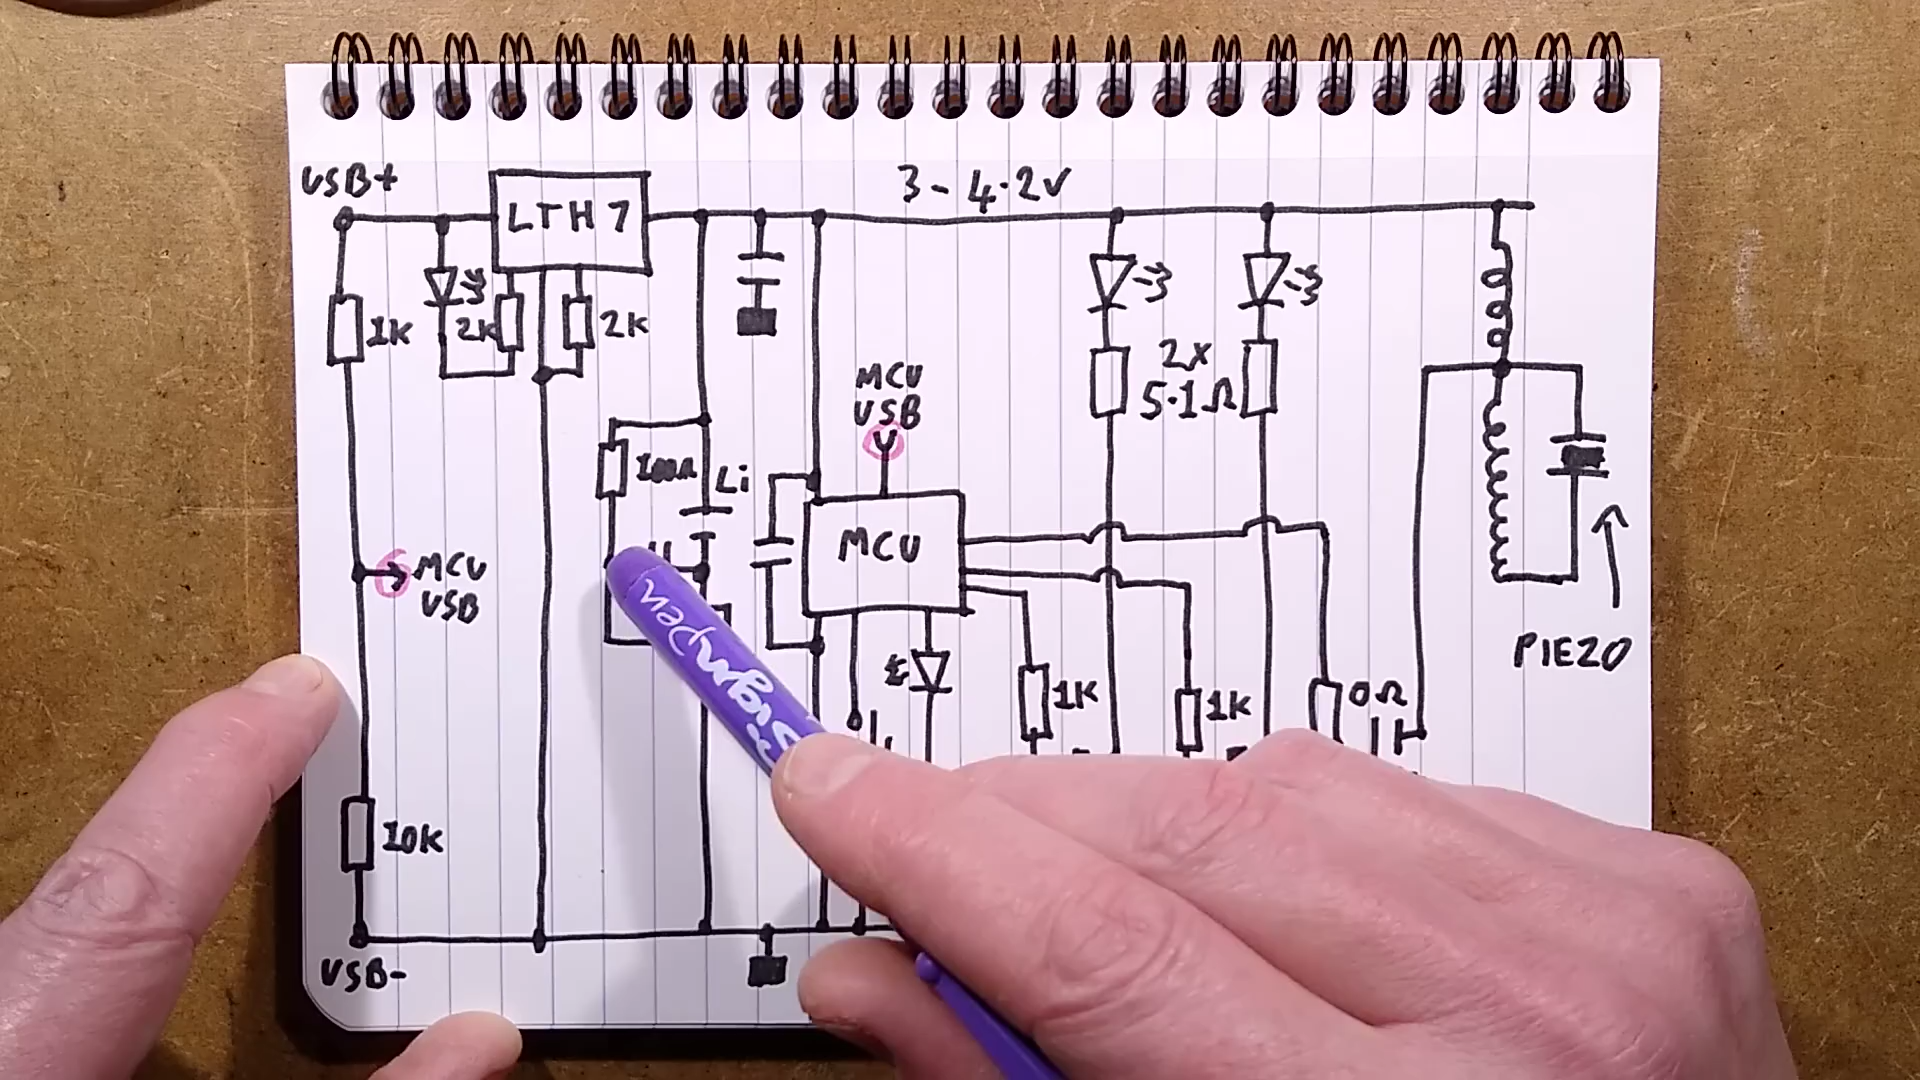 USB+
LTH7
3-4.2V
1K
2K
2K
MCU
USB
2x
5.1Ω
100Ω
Li
MCU
MCU
USB
PIEZO
1K
1K
0Ω
10K
USB-